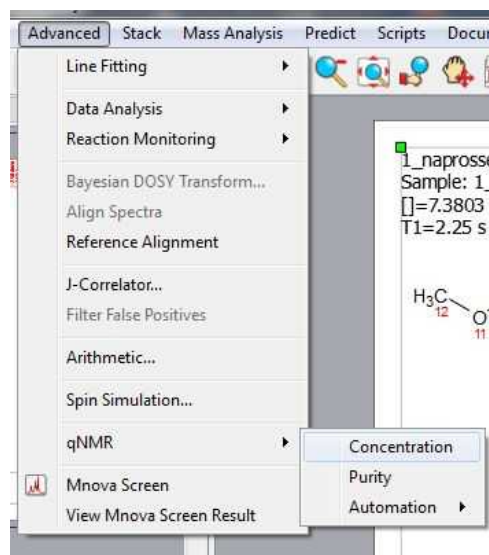 Advanced Stack Mass Analysis Predict Scripts Docu
Line Fitting
Data Analysis
Reaction Monitoring
Bayesian DOSY Transform...
Align Spectra
Reference Alignment
J-Correlator...
Filter False Positives
Arithmetic...
Spin Simulation...
qNMR
Mnova Screen
View Mnova Screen Result
Concentration
Purity
Automation
1_naprosse
Sample: 1_
[]=7.3803
T1=2.25 s
H3C
12
O
11